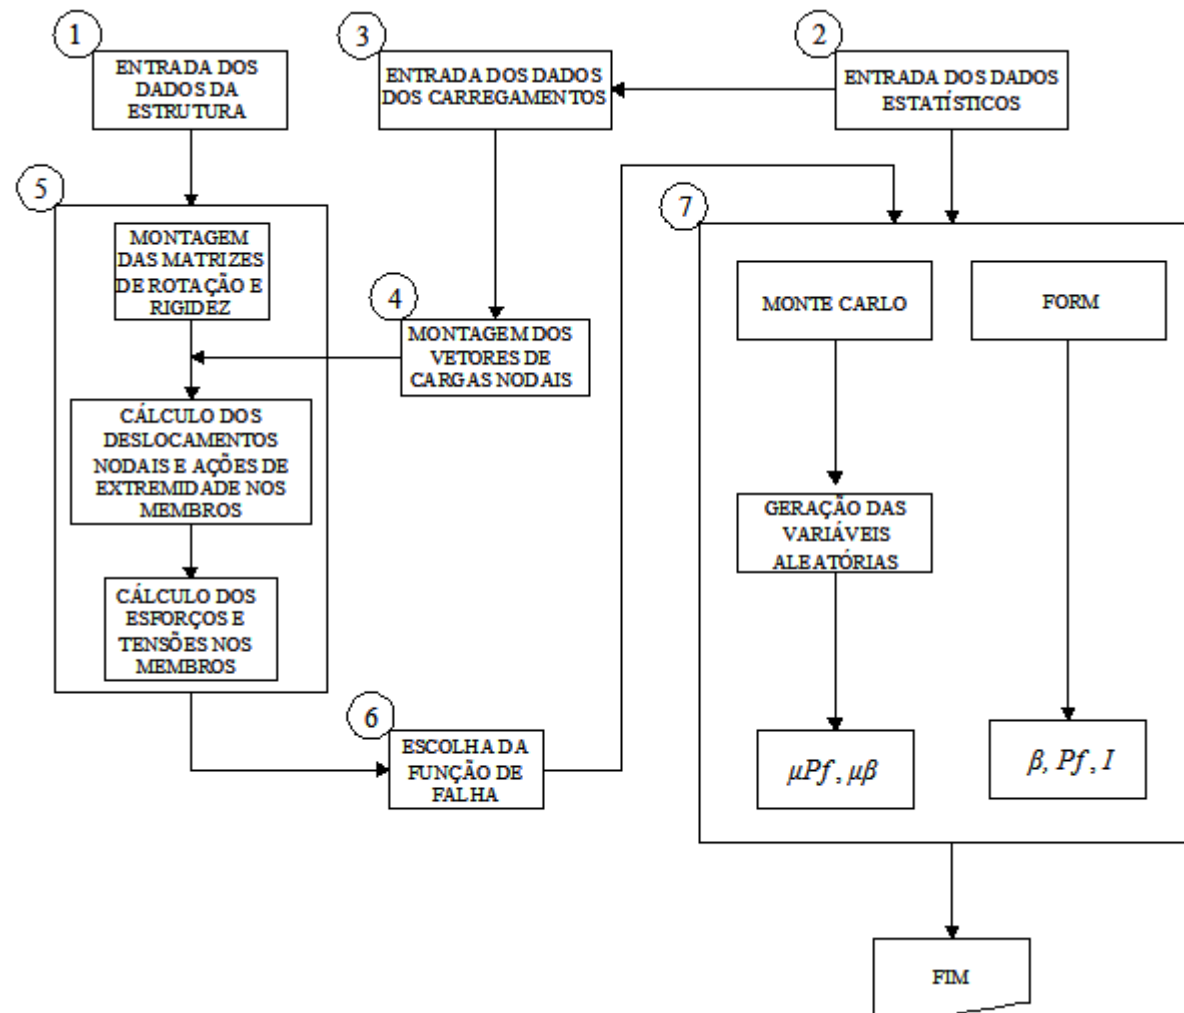 1
ENTRADA DOS
DADOS DA
ESTRUTURA
3
ENTRADA DOS DADOS
DOS CARREGAMENTOS
2
ENTRADA DOS DADOS
ESTATÍSTICOS
5
MONTAGEM
DAS MATRIZES
DE ROTAÇÃO E
RIGIDEZ
4
MONTAGEM DOS
VETORES DE
CARGAS NODAIS
CÁLCULO DOS
DESLOCAMENTOS
NODAIS E AÇÕES DE
EXTREMIDADE NOS
MEMBROS
CÁLCULO DOS
ESFORÇOS E
TENSÕES NOS
MEMBROS
6
ESCOLHA DA
FUNÇÃO DE
FALHA
7
MONTE CARLO
FORM
GERAÇÃO DAS
VARIÁVEIS
ALEATÓRIAS
μPf, μβ
β, Pf, I
FIM